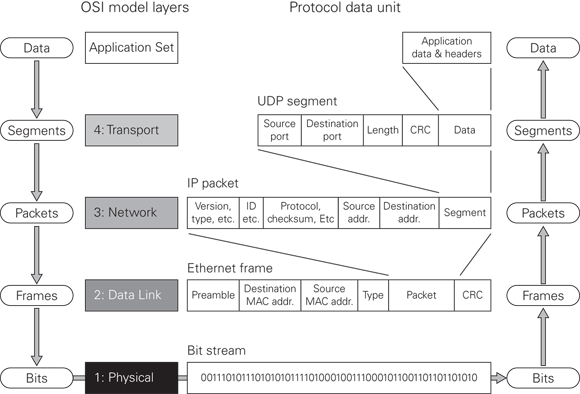 OSI model layers
Protocol data unit
Data
Application Set
Application
data & headers
Data
UDP segment
Segments
4: Transport
Source
port
Destination
port
Length
CRC
Data
Segments
IP packet
Packets
3: Network
Version,
type, etc.
ID
etc.
Protocol,
checksum, Etc
Source
addr.
Destination
addr.
Segment
Packets
Ethernet frame
Frames
2: Data Link
Preamble
Destination
MAC addr.
Source
MAC addr.
Type
Packet
CRC
Frames
Bit stream
Bits
1: Physical
Bits